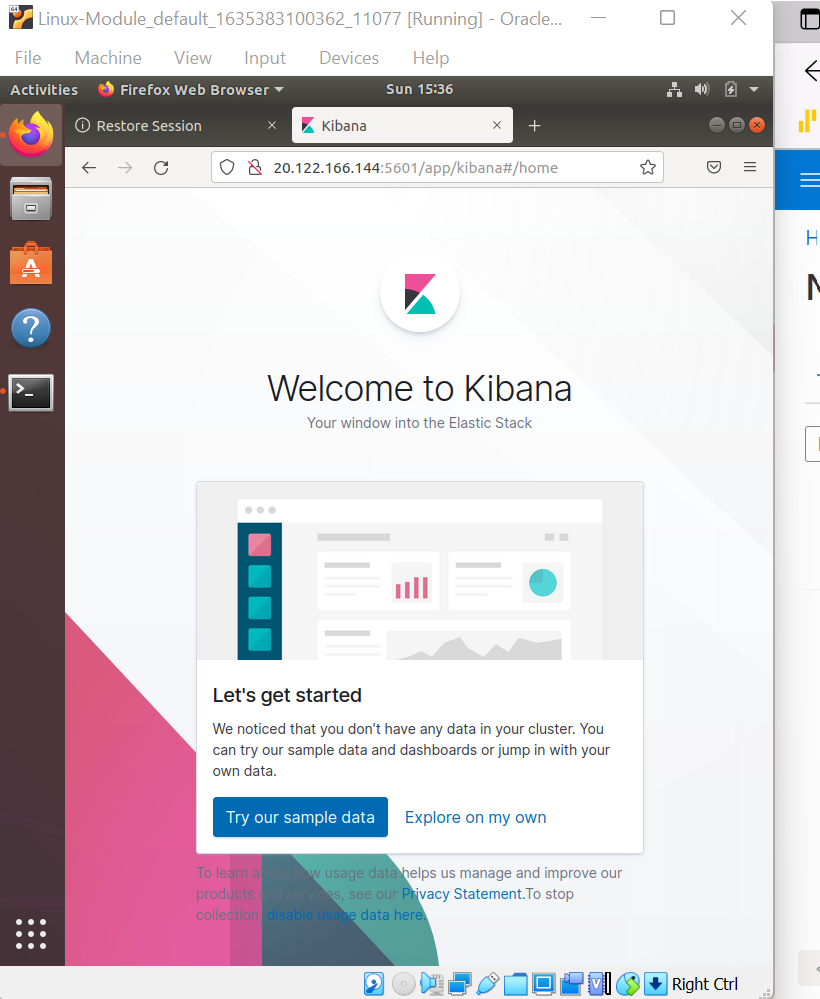 Linux-Module_default_1635383100362_11077 [Running] - Oracle...
File Machine View Input Devices Help
Activities Firefox Web Browser Sun 15:36
Restore Session Kibana
20.122.166.144:5601/app/kibana#/home
Welcome to Kibana
Your window into the Elastic Stack
Let's get started
We noticed that you don't have any data in your cluster. You
can try our sample data and dashboards or jump in with your
own data.
Try our sample data Explore on my own
To learn about how usage data helps us manage and improve our
products and services, see our Privacy Statement.To stop
collection, disable usage data here.
Right Ctrl